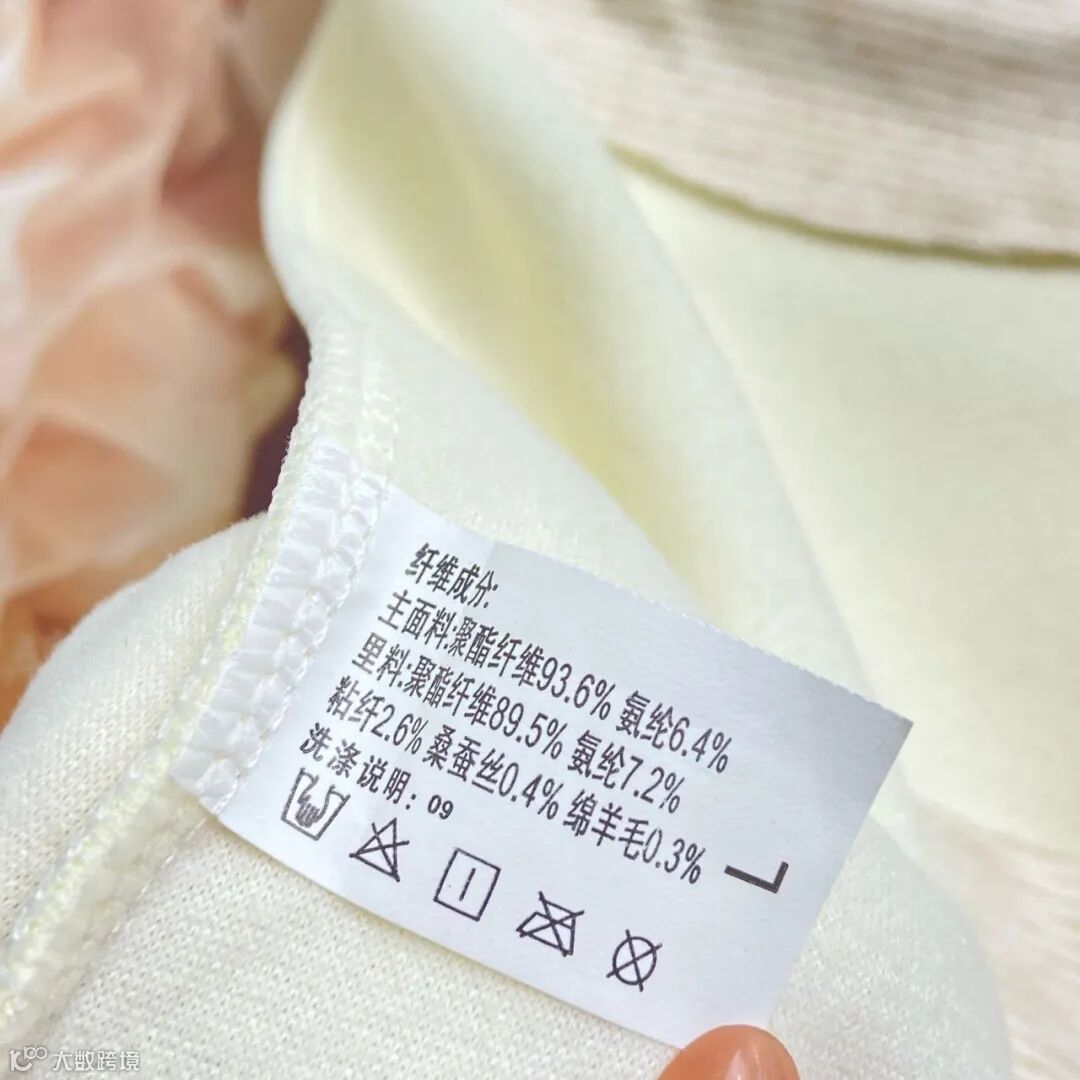 纤维成分:
主面料:聚酯纤维93.6% 氨纶6.4%
里料:聚酯纤维89.5% 氨纶7.2%
粘纤2.6% 桑蚕丝0.4% 绵羊毛0.3%
洗涤说明: 09
L
大数跨境